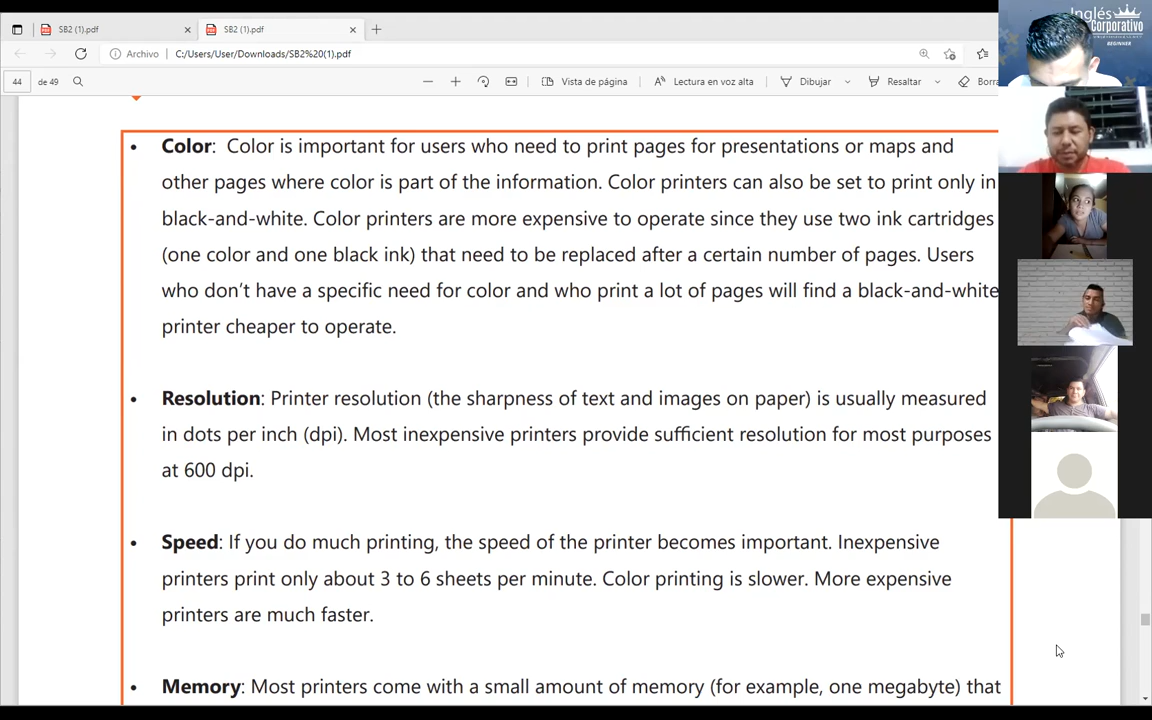 SB2 (1).pdf
SB2 (1).pdf
Archivo C:/Users/User/Downloads/SB2%20(1).pdf
44 de 49
Vista de página
Lectura en voz alta
Dibujar
Resaltar
Inglés
Corporativo
BEGINNER
• Color: Color is important for users who need to print pages for presentations or maps and
other pages where color is part of the information. Color printers can also be set to print only in
black-and-white. Color printers are more expensive to operate since they use two ink cartridges
(one color and one black ink) that need to be replaced after a certain number of pages. Users
who don't have a specific need for color and who print a lot of pages will find a black-and-white
printer cheaper to operate.
• Resolution: Printer resolution (the sharpness of text and images on paper) is usually measured
in dots per inch (dpi). Most inexpensive printers provide sufficient resolution for most purposes
at 600 dpi.
• Speed: If you do much printing, the speed of the printer becomes important. Inexpensive
printers print only about 3 to 6 sheets per minute. Color printing is slower. More expensive
printers are much faster.
• Memory: Most printers come with a small amount of memory (for example, one megabyte) that